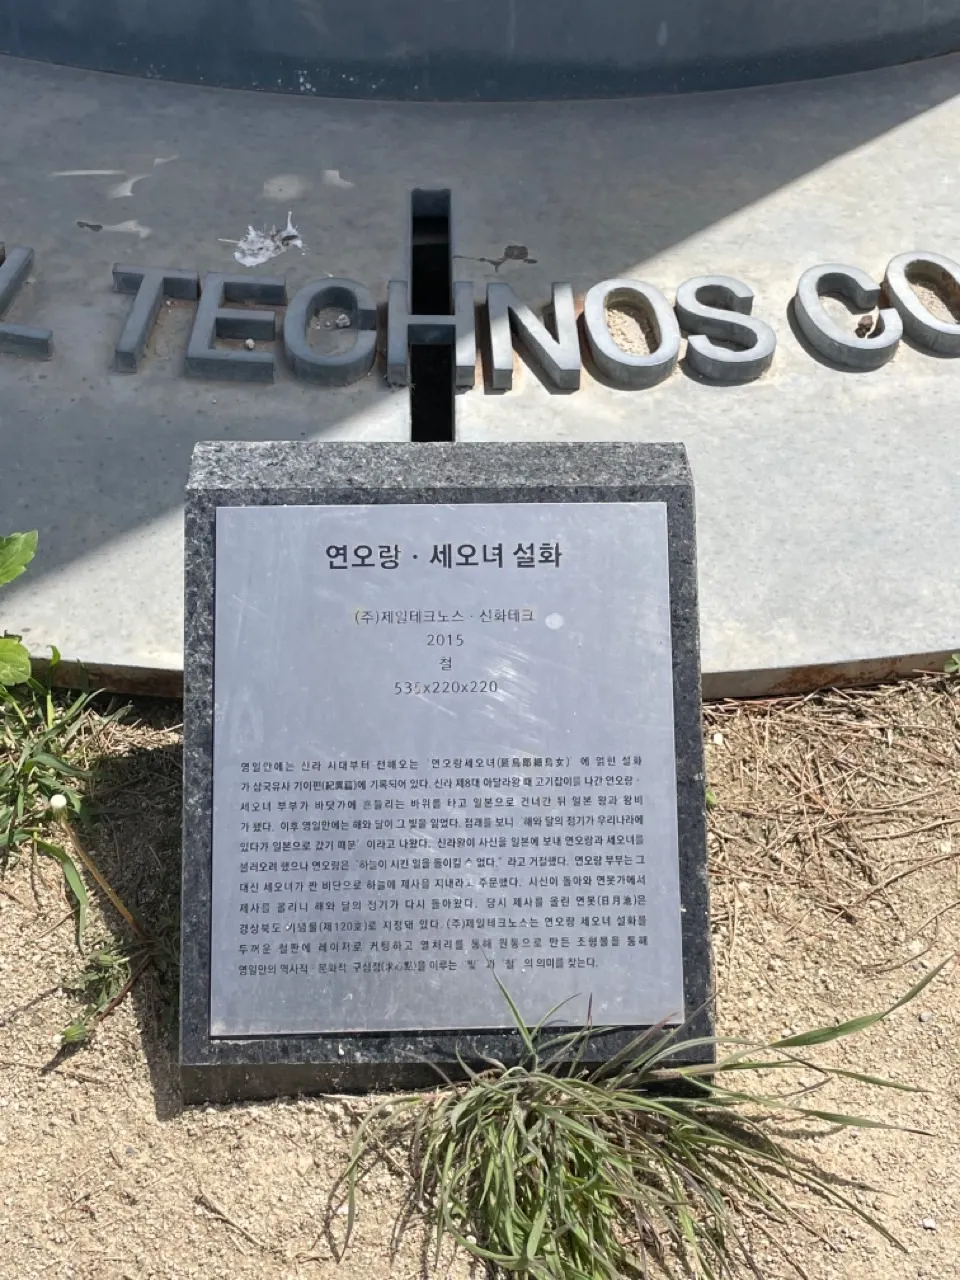 TECHNOS CO
연오랑 · 세오녀 설화
(주)제일테크노스 · 신화테크
2015
철
535x220x220
영일만에는 신라 시대부터 전해오는 '연오랑세오녀(延烏郞細烏女)' 에 얽힌 설화
가 삼국유사 기이편(紀異篇)에 기록되어 있다. 신라 제8대 아달라왕 때 고기잡이를 나간 연오랑 ·
세오녀 부부가 바닷가에 흔들리는 바위를 타고 일본으로 건너간 뒤 일본 왕과 왕비
가 됐다. 이후 영일만에는 해와 달이 그 빛을 잃었다. 점괘를 보니 '해와 달의 정기가 우리나라에
있다가 일본으로 갔기 때문' 이라고 나왔다. 신라왕이 사신을 일본에 보내 연오랑과 세오녀를
불러오려 했으나 연오랑은 "하늘이 시킨 일을 돌이킬 수 없다." 라고 거절했다. 연오랑 부부는 그
대신 세오녀가 짠 비단으로 하늘에 제사를 지내라고 주문했다. 사신이 돌아와 연못가에서
제사를 올리니 해와 달의 정기가 다시 돌아왔다. 당시 제사를 올린 연못(日月池)은
경상북도 기념물(제120호)로 지정돼 있다. (주)제일테크노스는 연오랑 세오녀 설화를
두꺼운 철판에 레이저로 커팅하고 열처리를 통해 원통으로 만든 조형물을 통해
영일만의 역사적 · 문화적 구심점(求心點)을 이루는 '빛' 과 '철' 의 의미를 찾는다.